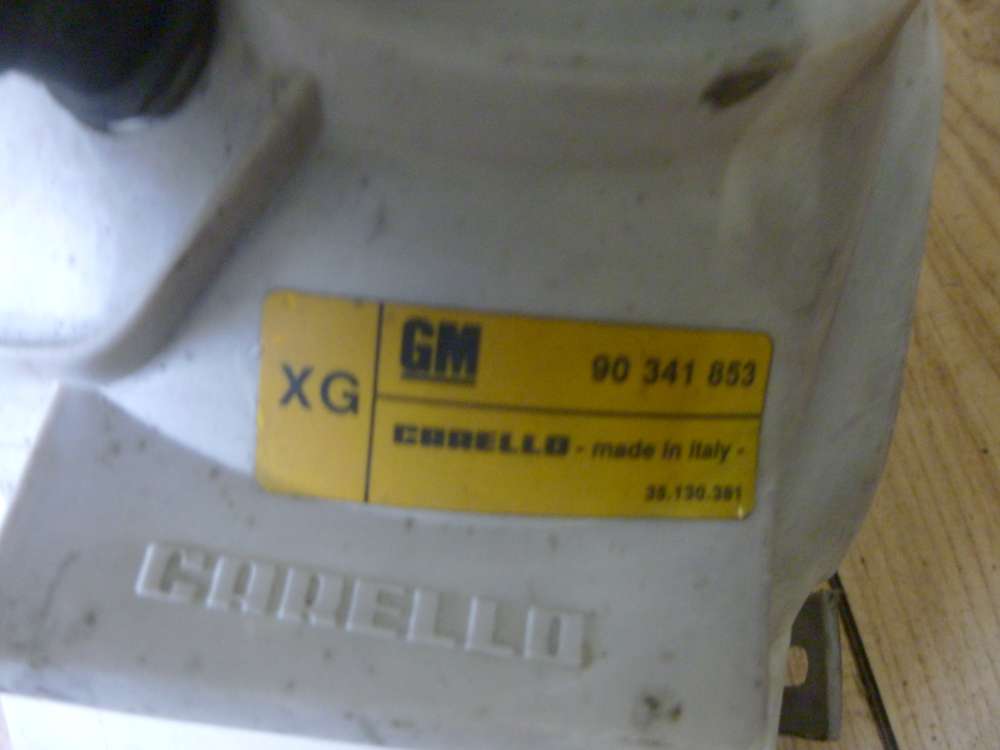 XG
GM
90 341 853
CARELLO - made in italy -
35.130.381
CARELLO